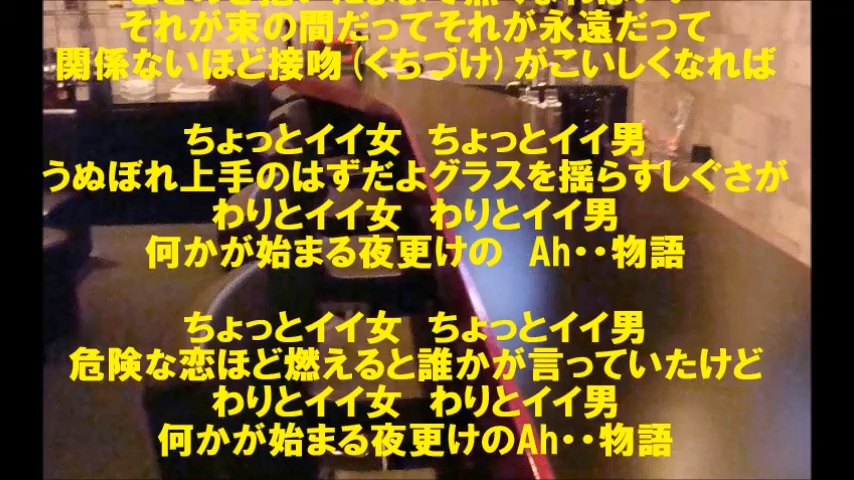 それが束の間だってそれが永遠だって
関係ないほど接吻(くちづけ)がこいしくなれば
ちょっとイイ女　ちょっとイイ男
うぬぼれ上手のはずだよグラスを揺らすしぐさが
わりとイイ女　わりとイイ男
何かが始まる夜更けの　Ah・・物語
ちょっとイイ女　ちょっとイイ男
危険な恋ほど燃えると誰かが言っていたけど
わりとイイ女　わりとイイ男
何かが始まる夜更けのAh・・物語